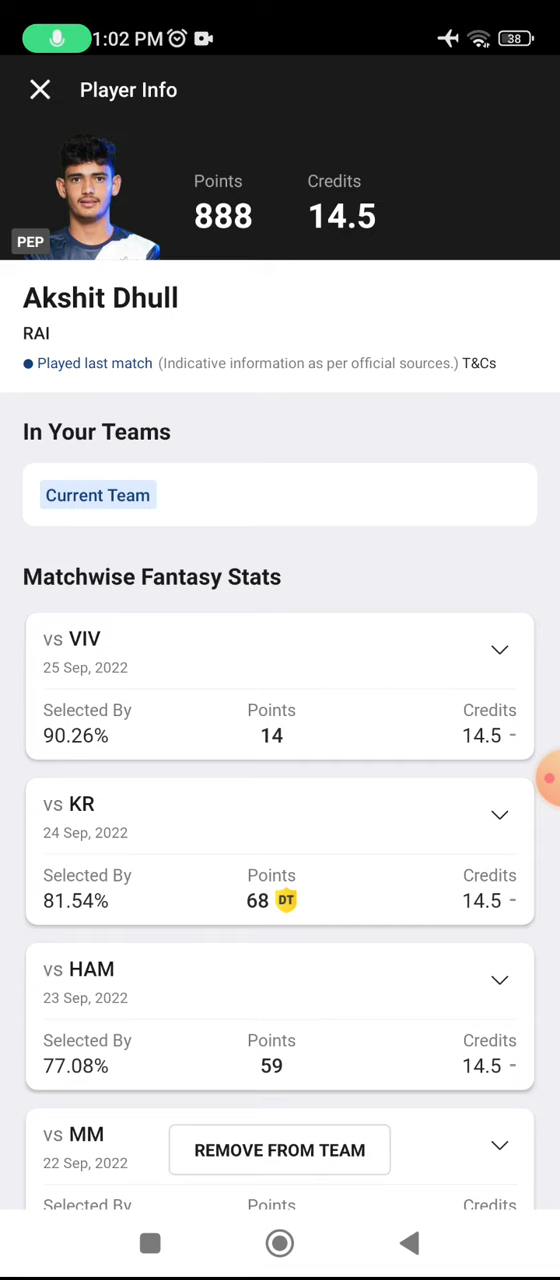 1:02 PM 38
Player Info
Points Credits
888 14.5
PEP
Akshit Dhull
RAI
Played last match (Indicative information as per official sources.) T&Cs
In Your Teams
Current Team
Matchwise Fantasy Stats
vs VIV
25 Sep, 2022
Selected By Points Credits
90.26% 14 14.5 -
vs KR
24 Sep, 2022
Selected By Points Credits
81.54% 68 DT 14.5 -
vs HAM
23 Sep, 2022
Selected By Points Credits
77.08% 59 14.5 -
vs MM
22 Sep, 2022
REMOVE FROM TEAM
Selected By Points Credits